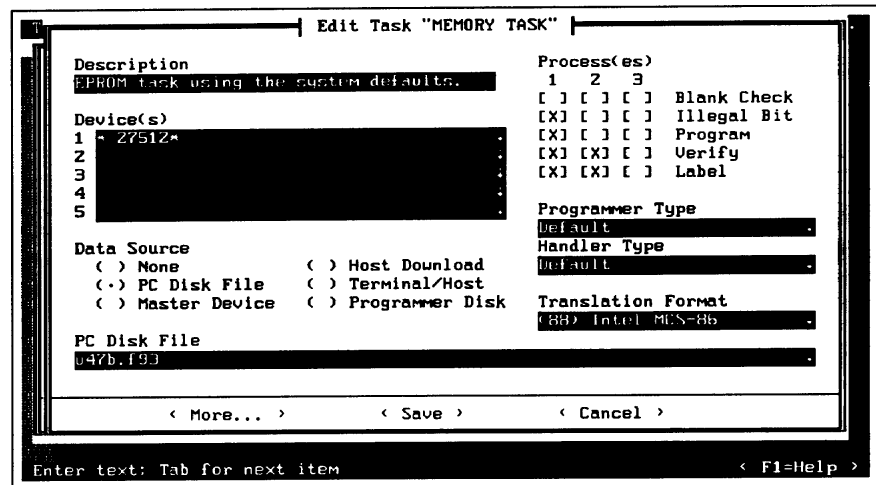 Edit Task "MEMORY TASK"
Description
EPROM task using the system defaults.
Device(s)
1 * 27512*
2
3
4
5
Data Source
( ) None ( ) Host Download
(·) PC Disk File ( ) Terminal/Host
( ) Master Device ( ) Programmer Disk
PC Disk File
u47b.f93
Process(es)
1 2 3
[ ] [ ] [ ] Blank Check
[X] [ ] [ ] Illegal Bit
[X] [ ] [ ] Program
[X] [X] [ ] Verify
[X] [X] [ ] Label
Programmer Type
Default
Handler Type
Default
Translation Format
(88) Intel MCS-86
< More... > < Save > < Cancel >
Enter text: Tab for next item < F1=Help >